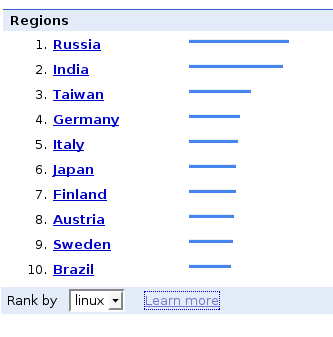 Regions
1. Russia
2. India
3. Taiwan
4. Germany
5. Italy
6. Japan
7. Finland
8. Austria
9. Sweden
10. Brazil
Rank by linux Learn more